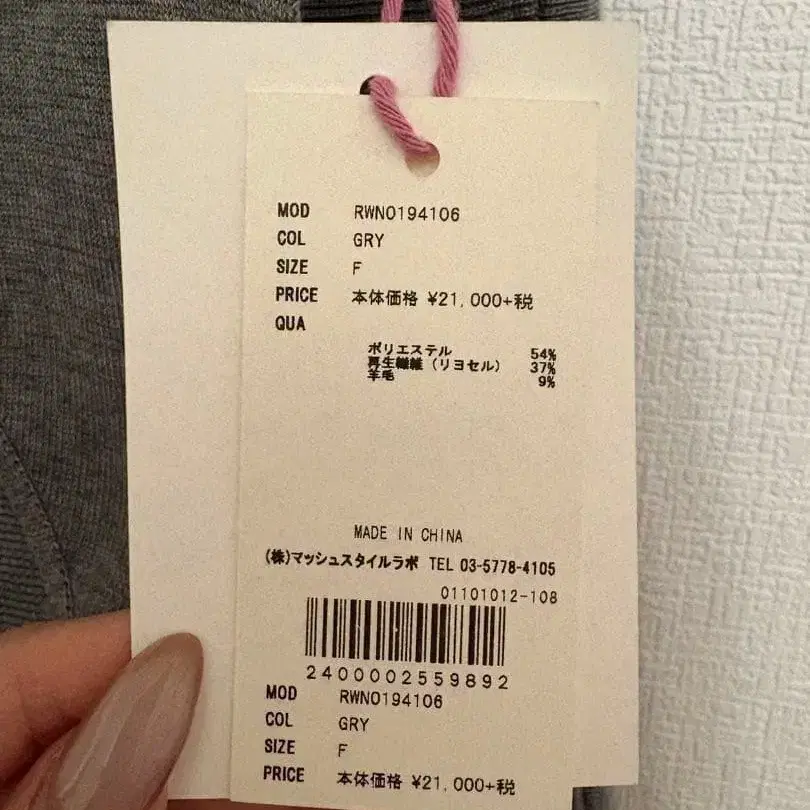 MOD RWNO194106
COL GRY
SIZE F
PRICE 本体価格 ¥21,000+税
QUA
ポリエステル 54%
再生繊維(リヨセル) 37%
羊毛 9%
MADE IN CHINA
(株)マッシュスタイルラボ TEL 03-5778-4105
01101012-108
2400002559892
MOD RWNO194106
COL GRY
SIZE F
PRICE 本体価格 ¥21,000+税